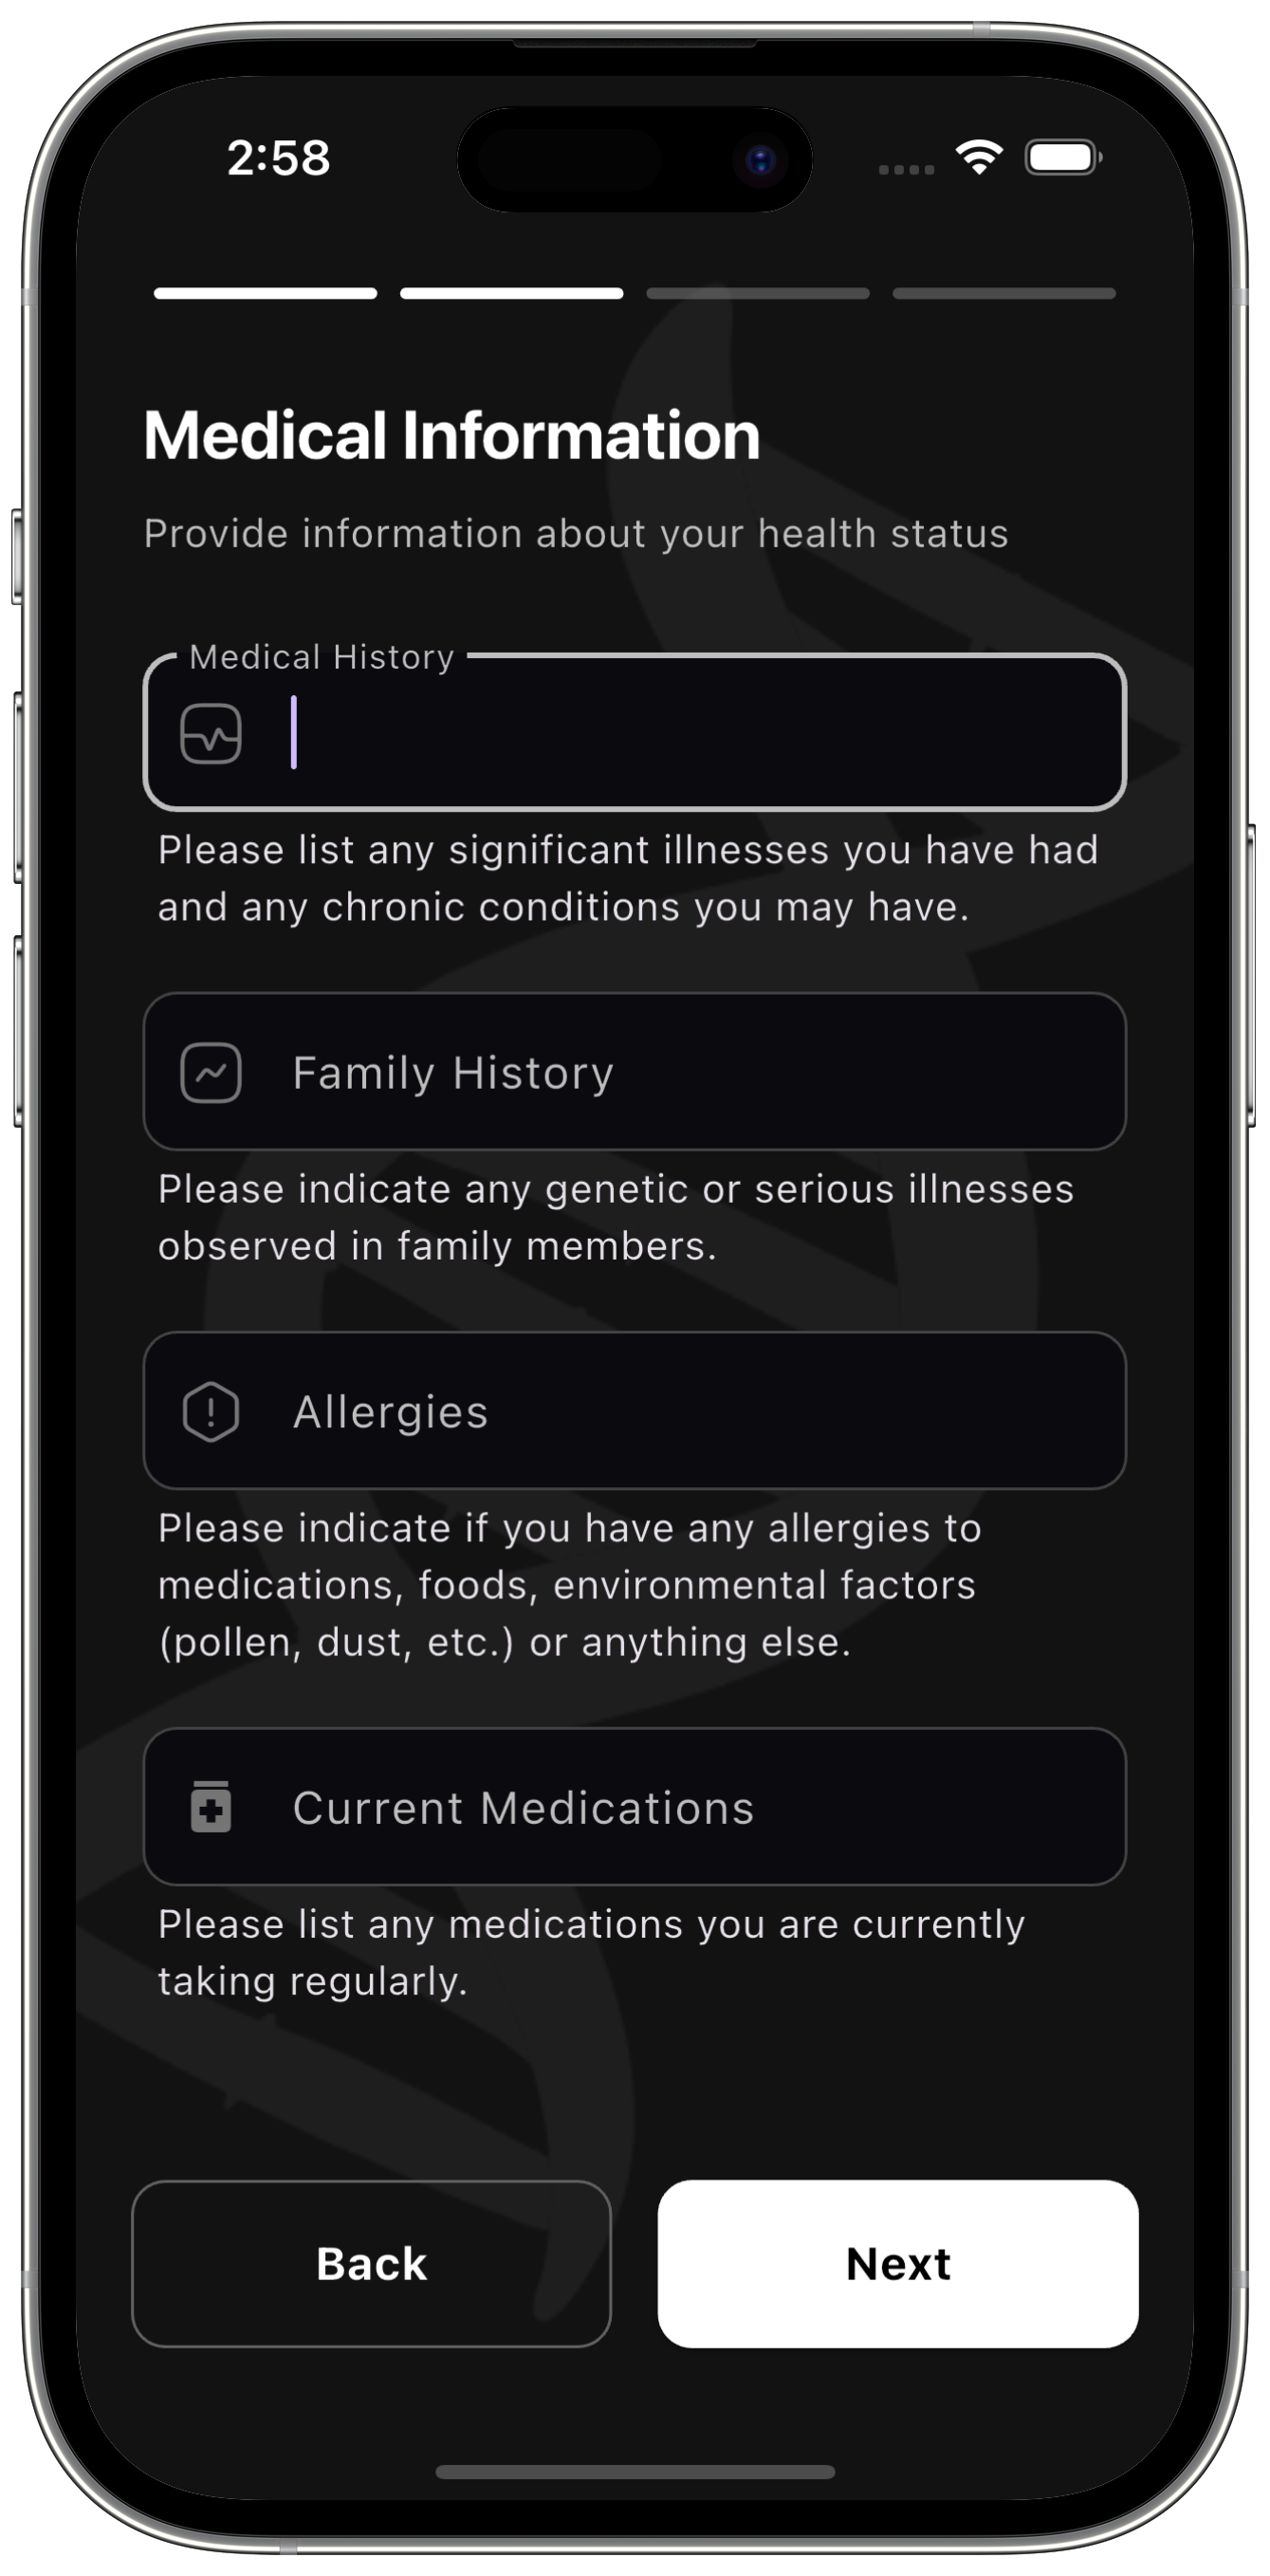 2:58
Medical Information
Provide information about your health status
Medical History
Please list any significant illnesses you have had
and any chronic conditions you may have.
Family History
Please indicate any genetic or serious illnesses
observed in family members.
Allergies
Please indicate if you have any allergies to
medications, foods, environmental factors
(pollen, dust, etc.) or anything else.
Current Medications
Please list any medications you are currently
taking regularly.
Back
Next